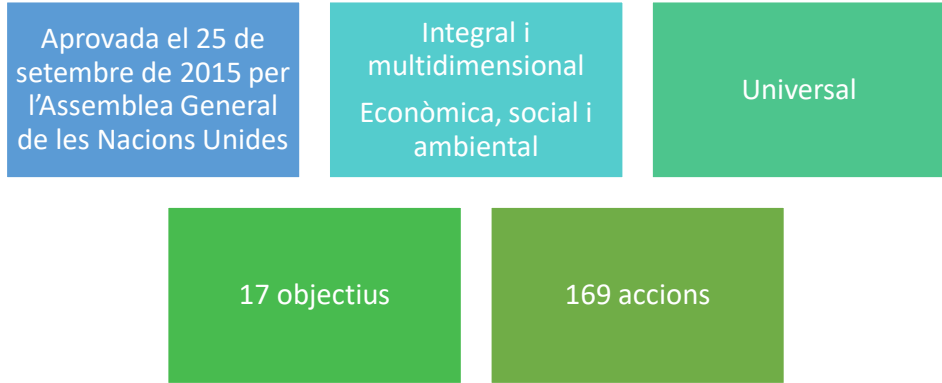 Aprovada el 25 de
setembre de 2015 per
l’Assemblea General
de les Nacions Unides
Integral i
multidimensional
Econòmica, social i
ambiental
Universal
17 objectius
169 accions